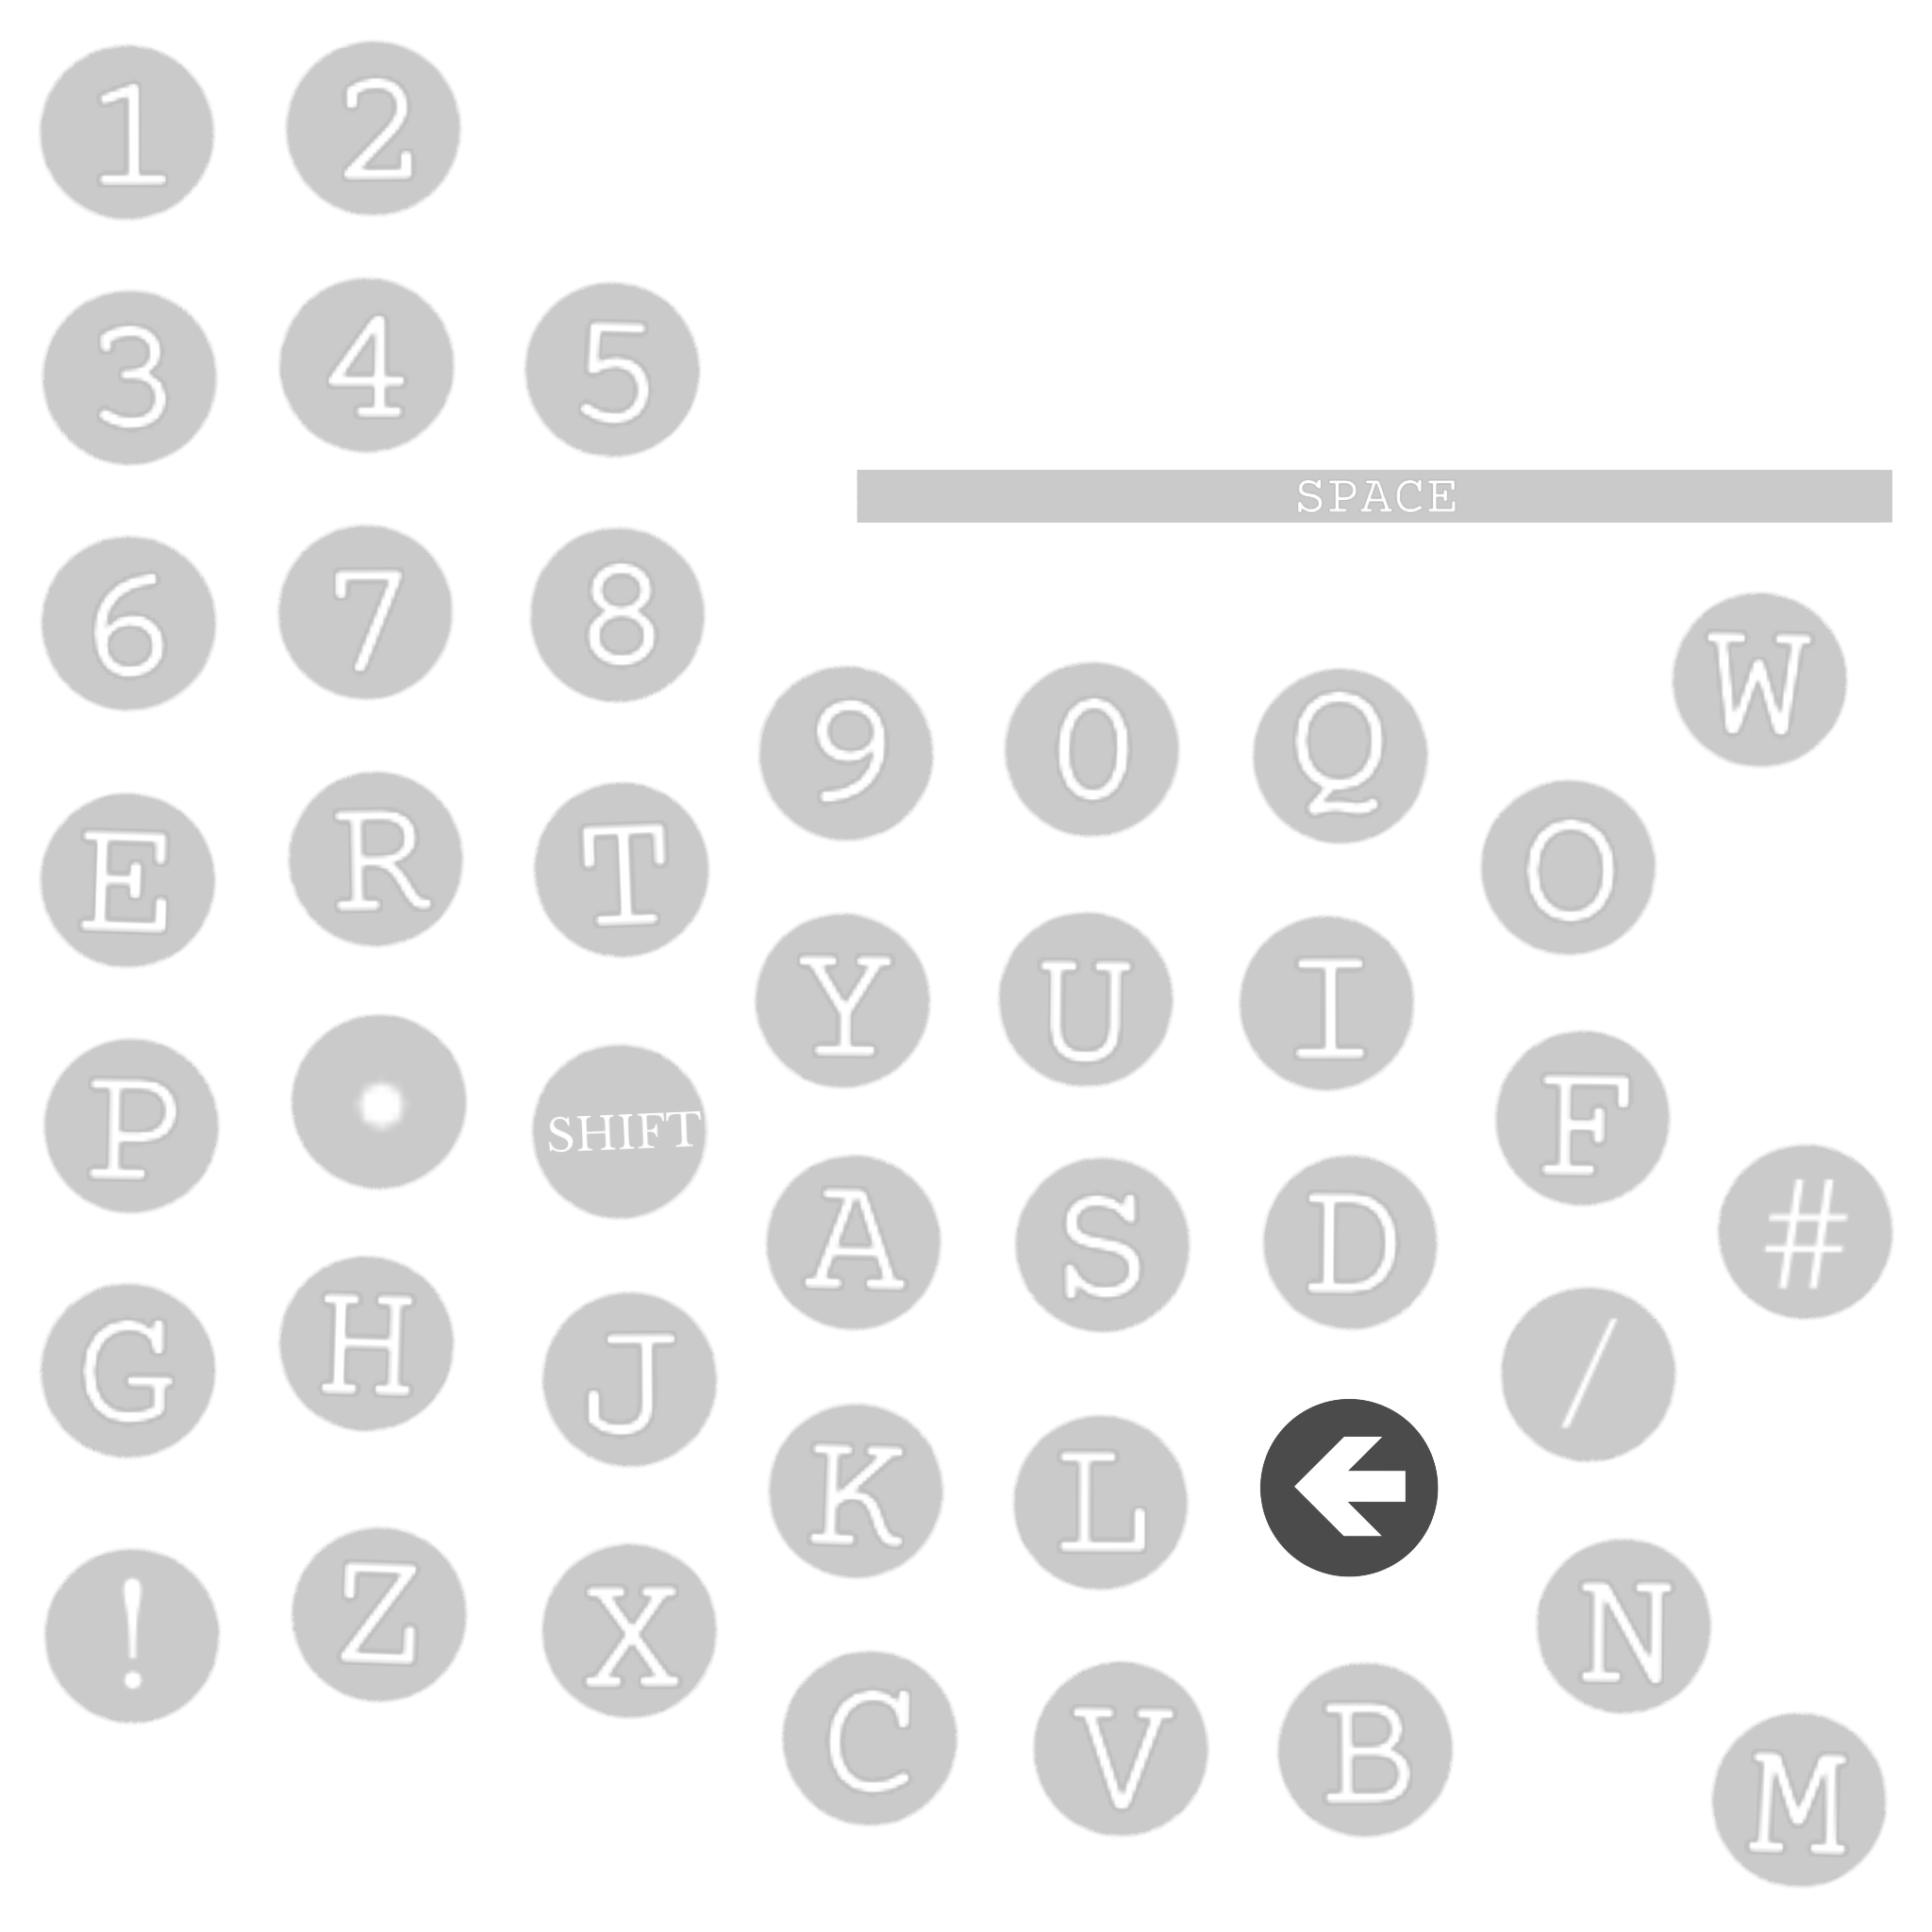 1 2
3 4 5
SPACE
6 7 8
W
9 0 Q
E R T
O
Y U I
P • SHIFT
F
A S D #
G H J
/
K L ←
! Z X
N
C V B
M